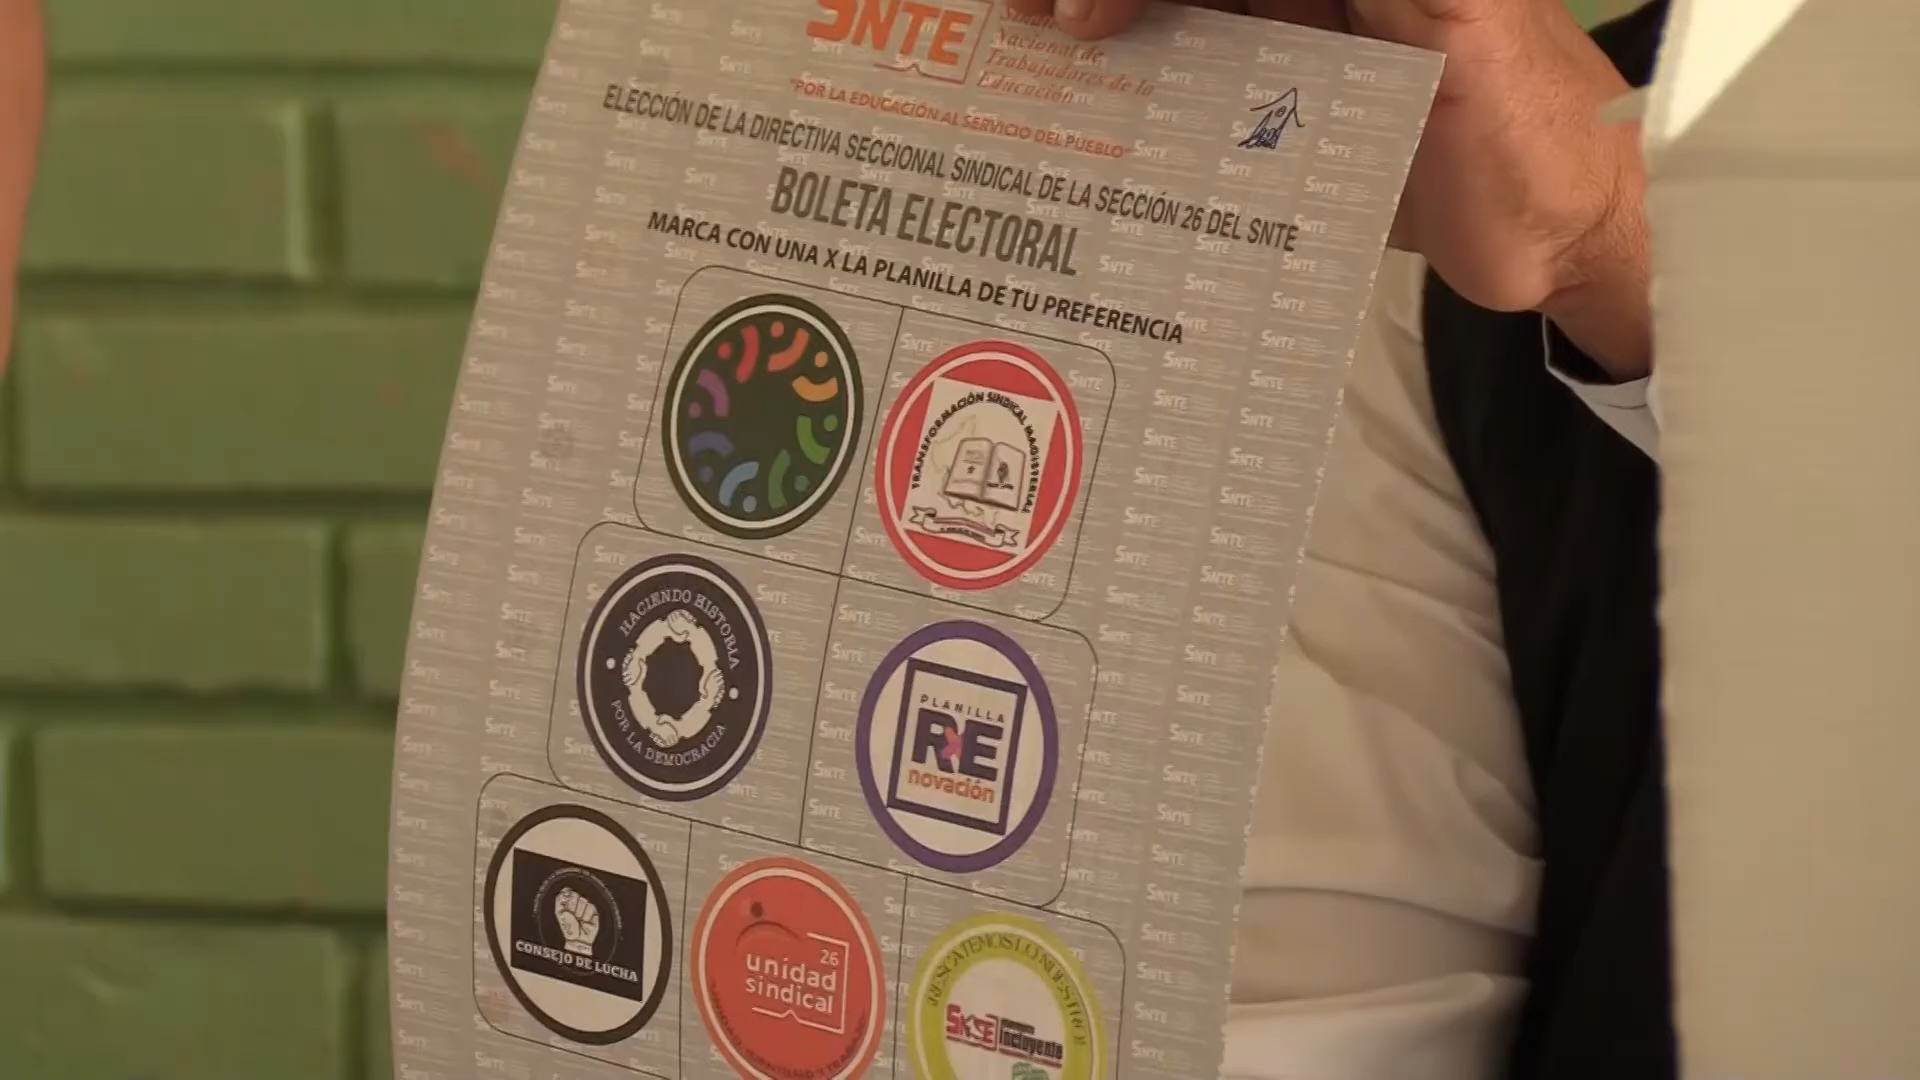 SNTE
Nacional de
Trabajadores de la
Educación
"POR LA EDUCACIÓN AL SERVICIO DEL PUEBLO"
ELECCIÓN DE LA DIRECTIVA SECCIONAL SINDICAL DE LA SECCIÓN 26 DEL SNTE
BOLETA ELECTORAL
MARCA CON UNA X LA PLANILLA DE TU PREFERENCIA
TRANSFORMACIÓN SINDICAL MAGISTERIAL
HACIENDO HISTORIA
POR LA DEMOCRACIA
PLANILLA
RE
novación
CONSEJO DE LUCHA
26
unidad
sindical
RESCATEMOS LO NUESTRO
SNTE
incluyente